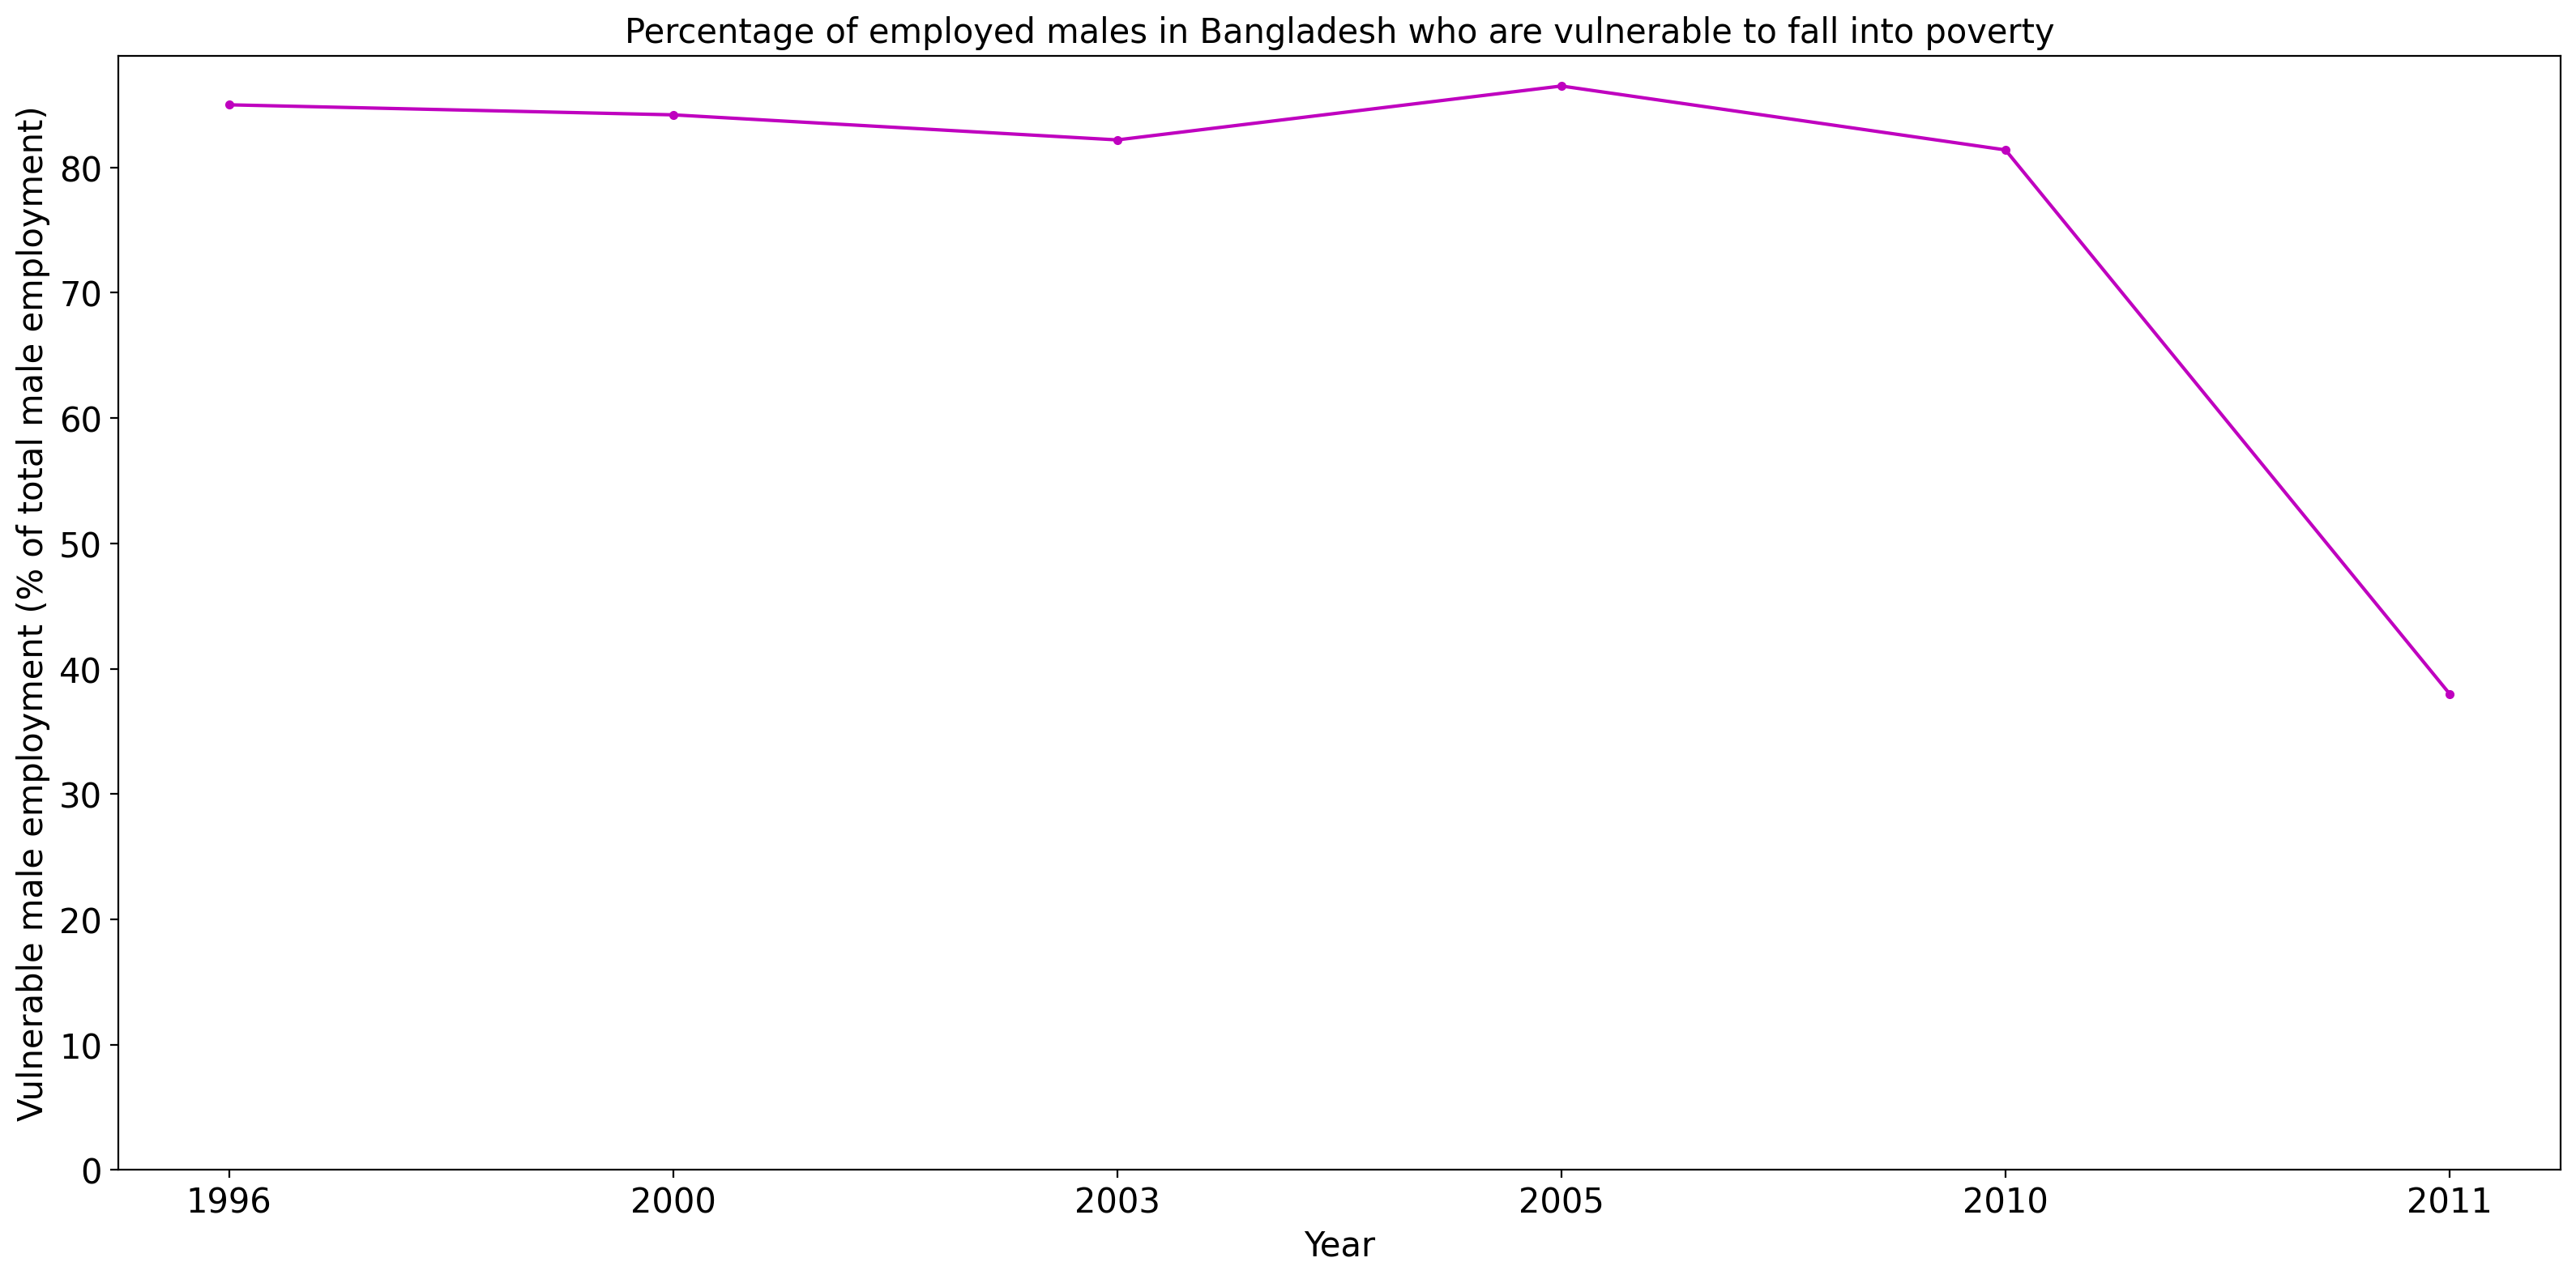 Percentage of employed males in Bangladesh who are vulnerable to fall into poverty
Vulnerable male employment (% of total male employment)
80
70
60
50
40
30
20
10
0
1996 2000 2003 2005 2010 2011
Year